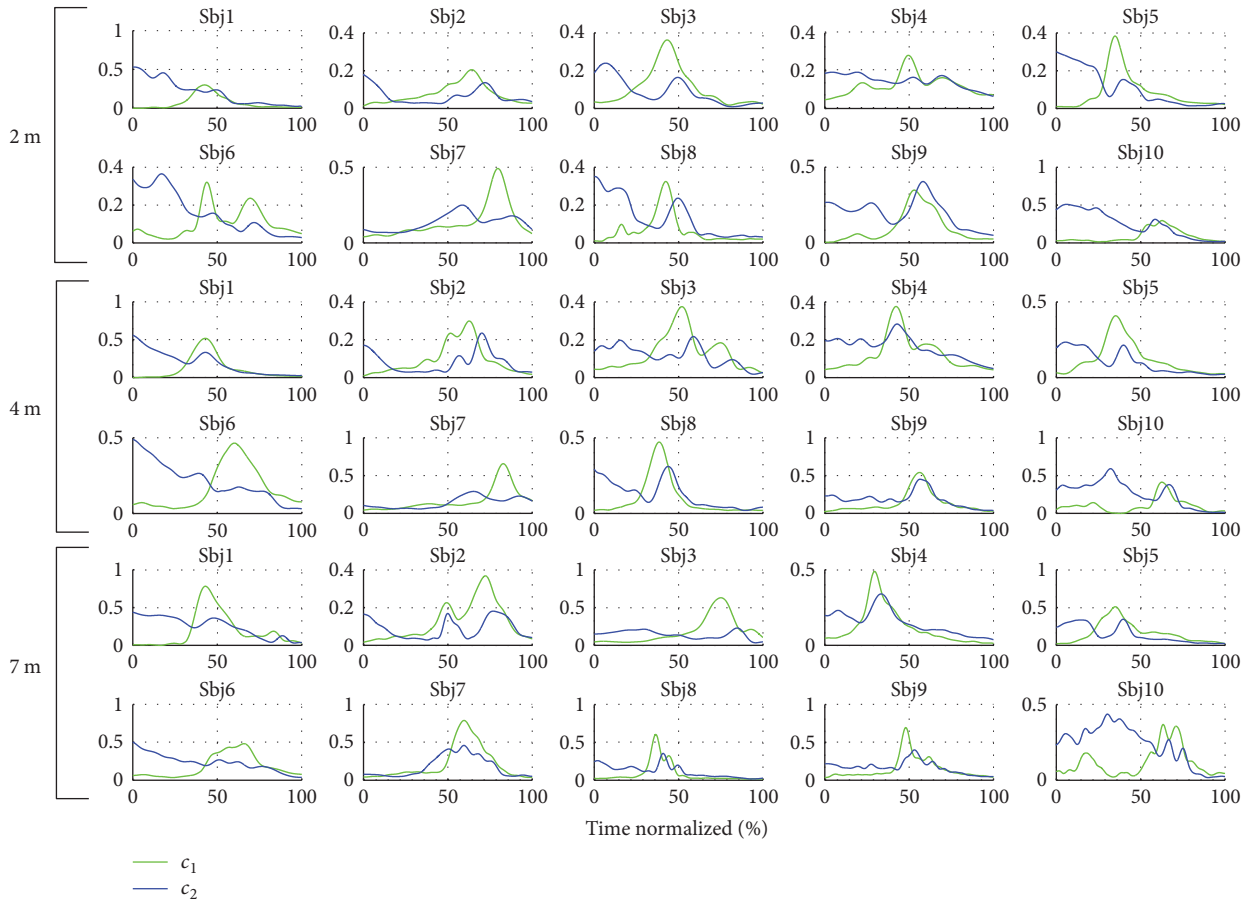 2 m
Sbj1 Sbj2 Sbj3 Sbj4 Sbj5
1 0.4 0.4 0.4 0.4
0.5 0.2 0.2 0.2 0.2
0 0 0 0 0
0 50 100 0 50 100 0 50 100 0 50 100 0 50 100
Sbj6 Sbj7 Sbj8 Sbj9 Sbj10
0.4 0.5 0.4 0.5 1
0.2 0.2 0.5
0 0 0 0 0
0 50 100 0 50 100 0 50 100 0 50 100 0 50 100
4 m
Sbj1 Sbj2 Sbj3 Sbj4 Sbj5
1 0.4 0.4 0.4 0.5
0.5 0.2 0.2 0.2
0 0 0 0 0
0 50 100 0 50 100 0 50 100 0 50 100 0 50 100
Sbj6 Sbj7 Sbj8 Sbj9 Sbj10
0.5 1 0.5 1 1
0.5 0.5 0.5
0 0 0 0 0
0 50 100 0 50 100 0 50 100 0 50 100 0 50 100
7 m
Sbj1 Sbj2 Sbj3 Sbj4 Sbj5
1 0.4 1 0.5 1
0.5 0.2 0.5 0.5
0 0 0 0 0
0 50 100 0 50 100 0 50 100 0 50 100 0 50 100
Sbj6 Sbj7 Sbj8 Sbj9 Sbj10
1 1 1 1 0.5
0.5 0.5 0.5 0.5
0 0 0 0 0
0 50 100 0 50 100 0 50 100 0 50 100 0 50 100
Time normalized (%)
c1
c2